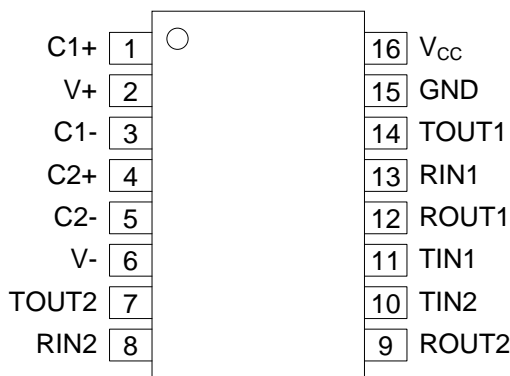 C1+ 1 16 VCC
V+ 2 15 GND
C1- 3 14 TOUT1
C2+ 4 13 RIN1
C2- 5 12 ROUT1
V- 6 11 TIN1
TOUT2 7 10 TIN2
RIN2 8 9 ROUT2